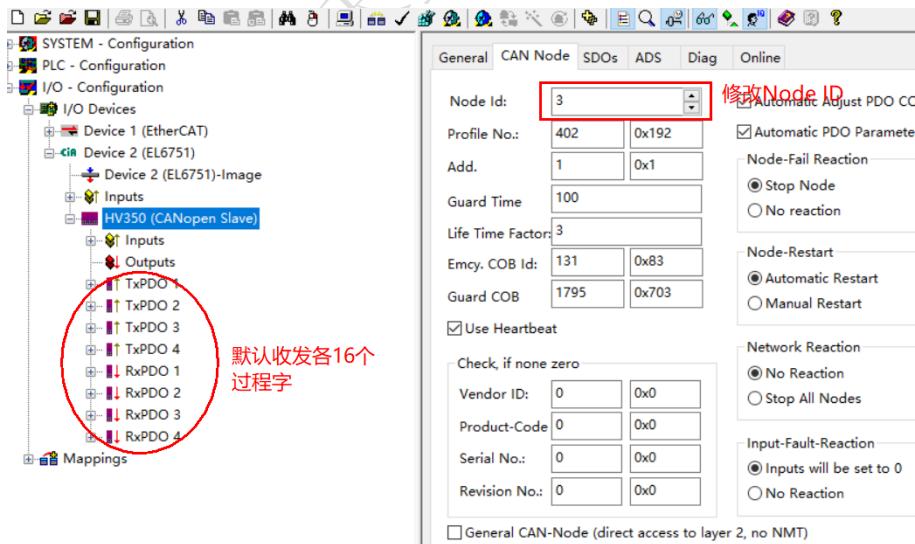 SYSTEM - Configuration
PLC - Configuration
I/O - Configuration
I/O Devices
Device 1 (EtherCAT)
CiA Device 2 (EL6751)
Device 2 (EL6751)-Image
Inputs
HV350 (CANopen Slave)
Inputs
Outputs
TxPDO 1
TxPDO 2
TxPDO 3
TxPDO 4
RxPDO 1
RxPDO 2
RxPDO 3
RxPDO 4
Mappings
默认收发各16个
过程字
General CAN Node SDOs ADS Diag Online
Node Id: 3
修改Node ID
Profile No.: 402 0x192
Add. 1 0x1
Guard Time 100
Life Time Factor: 3
Emcy. COB Id: 131 0x83
Guard COB 1795 0x703
Use Heartbeat
Check, if none zero
Vendor ID: 0 0x0
Product-Code 0 0x0
Serial No.: 0 0x0
Revision No.: 0 0x0
General CAN-Node (direct access to layer 2, no NMT)
Automatic Adjust PDO CO
Automatic PDO Paramete
Node-Fail Reaction
Stop Node
No reaction
Node-Restart
Automatic Restart
Manual Restart
Network Reaction
No Reaction
Stop All Nodes
Input-Fault-Reaction
Inputs will be set to 0
No Reaction